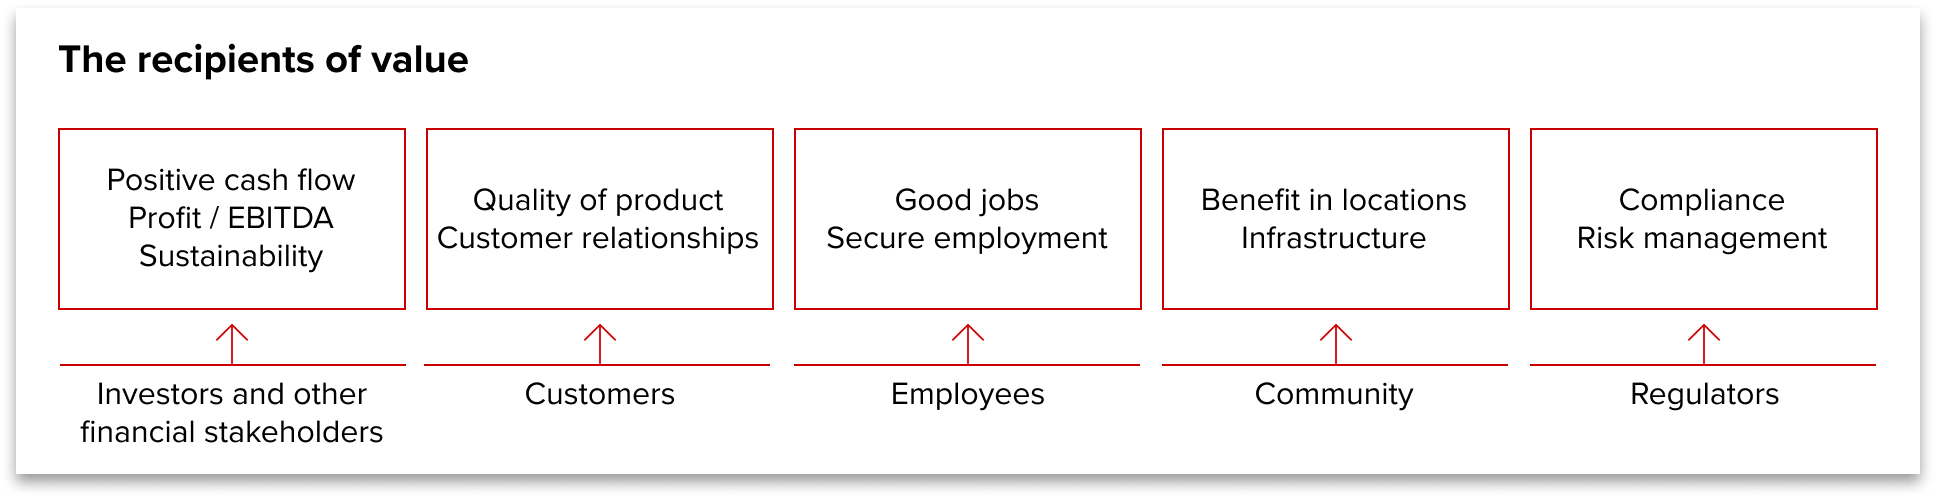 The recipients of value
Positive cash flow
Profit / EBITDA
Sustainability
Quality of product
Customer relationships
Good jobs
Secure employment
Benefit in locations
Infrastructure
Compliance
Risk management
Investors and other
financial stakeholders
Customers
Employees
Community
Regulators